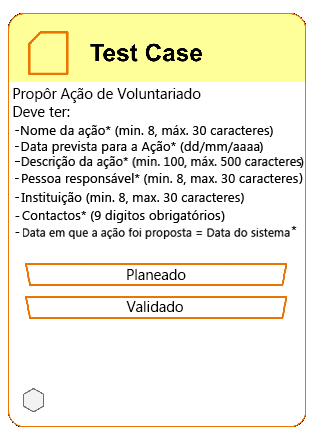 Test Case
Propôr Ação de Voluntariado
Deve ter:
-Nome da ação* (min. 8, máx. 30 caracteres)
-Data prevista para a Ação* (dd/mm/aaaa)
-Descrição da ação* (min. 100, máx. 500 caracteres)
-Pessoa responsável* (min. 8, max. 30 caracteres)
-Instituição (min. 8, max. 30 caracteres)
-Contactos* (9 digitos obrigatórios)
-Data em que a ação foi proposta = Data do sistema*
Planeado
Validado